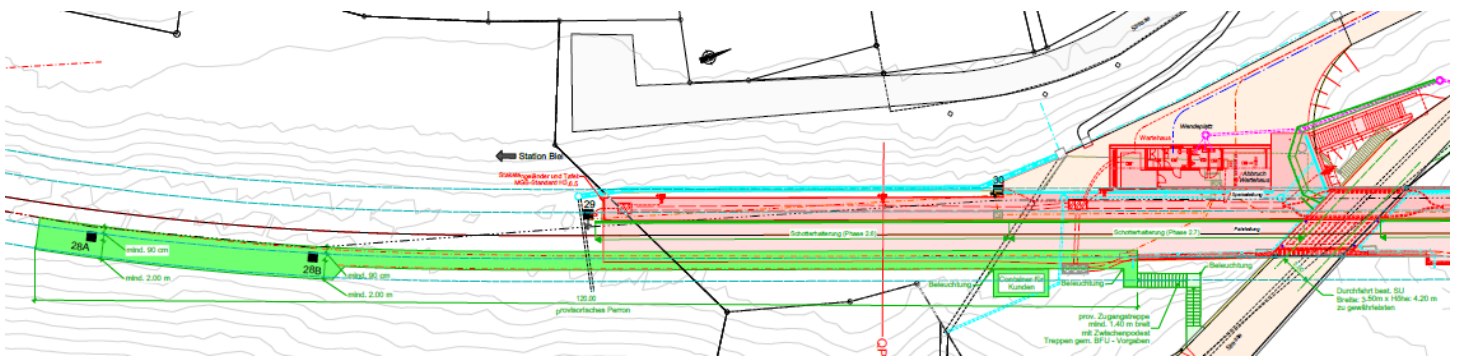 Station Biel
Wendeplatz
Wartehaus
Abbruch
Wartehaus
30
29
Schotterhalterung (Phase 2.6)
Schotterhalterung (Phase 2.7)
28A
mind. 90 cm
mind. 2.00 m
28B
mind. 90 cm
mind. 2.00 m
120.00
provisorisches Perron
Beleuchtung
Container für
Kunden
Beleuchtung
Beleuchtung
prov. Zugangstreppe
mind. 1.40 m breit
mit Zwischenpodest
Treppen gem. BFU - Vorgaben
Durchfahrt best. SU
Breite: 3.50m x Höhe: 4.20 m
zu gewährleisten
QP